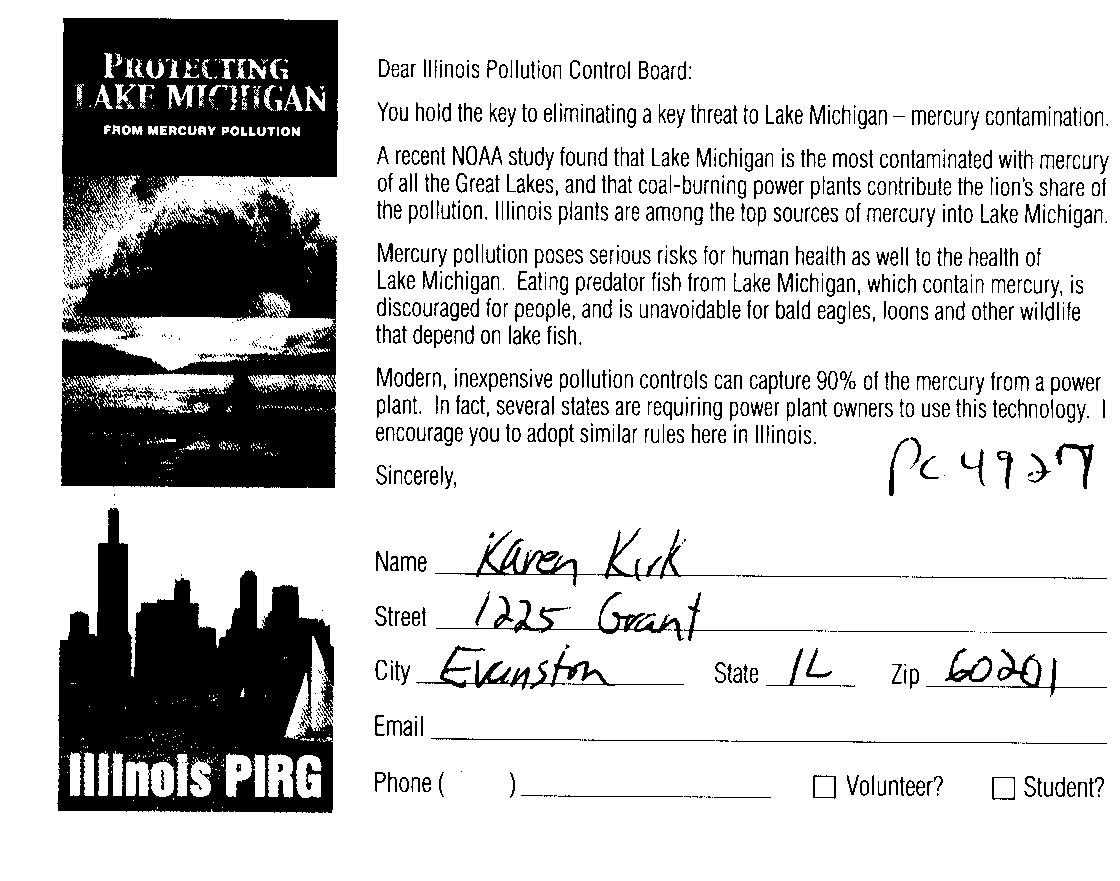 PROTECTING
LAKE MICHIGAN
FROM MERCURY POLLUTION
Dear Illinois Pollution Control Board:
You hold the key to eliminating a key threat to Lake Michigan – mercury contamination.
A recent NOAA study found that Lake Michigan is the most contaminated with mercury
of all the Great Lakes, and that coal-burning power plants contribute the lion's share of
the pollution. Illinois plants are among the top sources of mercury into Lake Michigan.
Mercury pollution poses serious risks for human health as well to the health of
Lake Michigan. Eating predator fish from Lake Michigan, which contain mercury, is
discouraged for people, and is unavoidable for bald eagles, loons and other wildlife
that depend on lake fish.
Modern, inexpensive pollution controls can capture 90% of the mercury from a power
plant. In fact, several states are requiring power plant owners to use this technology. I
encourage you to adopt similar rules here in Illinois.
Sincerely,
PC 4927
Name Karen Kirk
Street 1225 Grant
City Evanston State IL Zip 60201
Email
Phone ( )
Volunteer? Student?
Illinois PIRG